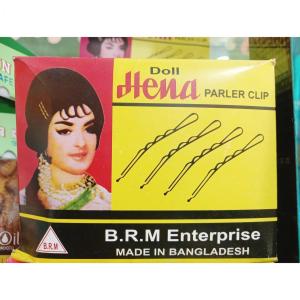 Doll
Hena PARLER CLIP
B.R.M
B.R.M Enterprise
MADE IN BANGLADESH